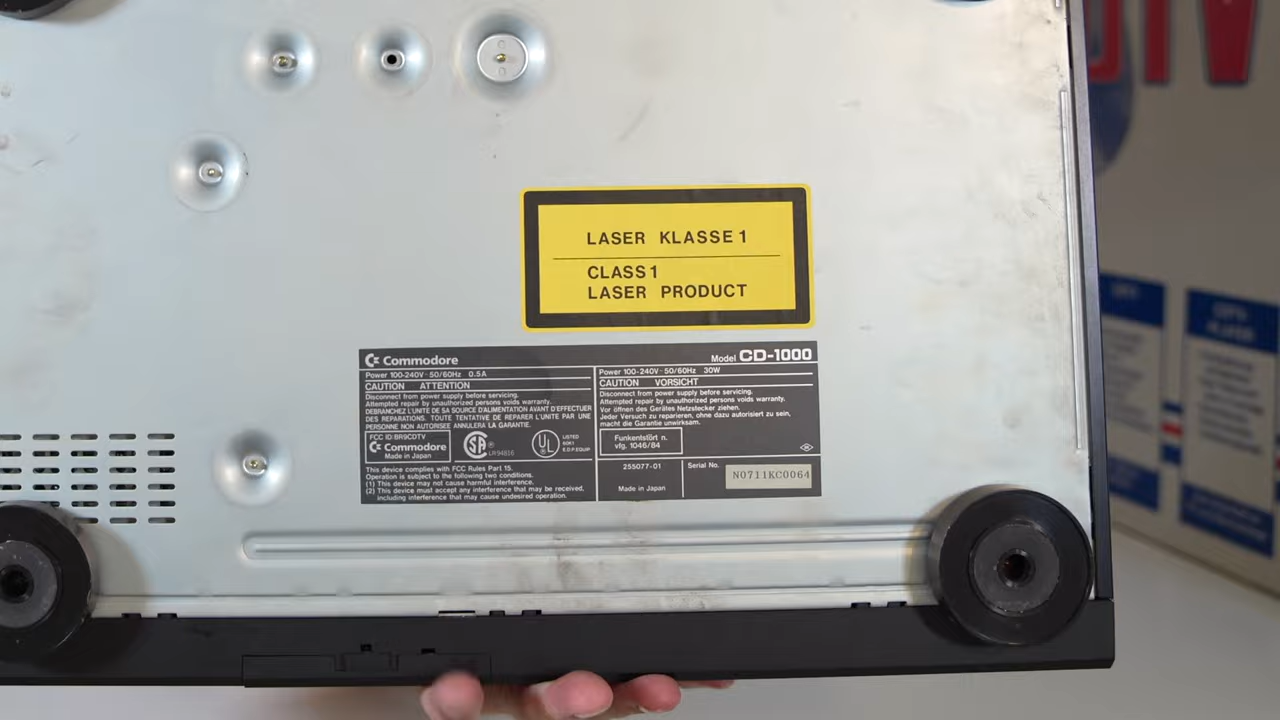 DTV
LASER KLASSE 1
CLASS 1
LASER PRODUCT
Commodore
Model CD-1000
Power 100-240V~50/60Hz 0.5A
CAUTION ATTENTION
Disconnect from power supply before servicing.
Attempted repair by unauthorized persons voids warranty.
DEBRANCHEZ L'UNITE DE SA SOURCE D'ALIMENTATION AVANT D'EFFECTUER
DES REPARATIONS. TOUTE TENTATIVE DE REPARER L'UNITE PAR UNE
PERSONNE NON AUTORISEE ANNULERA LA GARANTIE.
FCC ID: BR9CDTV
Commodore
Made in Japan
SA
LR94816
UL
LISTED
E.D.P. EQUIP
This device complies with FCC Rules Part 15.
Operation is subject to the following two conditions.
(1) This device may not cause harmful interference.
(2) This device must accept any interference that may be received,
including interference that may cause undesired operation.
Power 100-240V~50/60Hz 30W
CAUTION VORSICHT
Disconnect from power supply before servicing.
Attempted repair by unauthorized persons voids warranty.
Vor öffnen des Gerätes Netzstecker ziehen.
Jeder Versuch zu reparieren, ohne dazu autorisiert zu sein,
macht die Garantie unwirksam.
Funkentstört n.
vfg. 1046/84
255077-01
Made in Japan
Serial No.
N0711KC0064